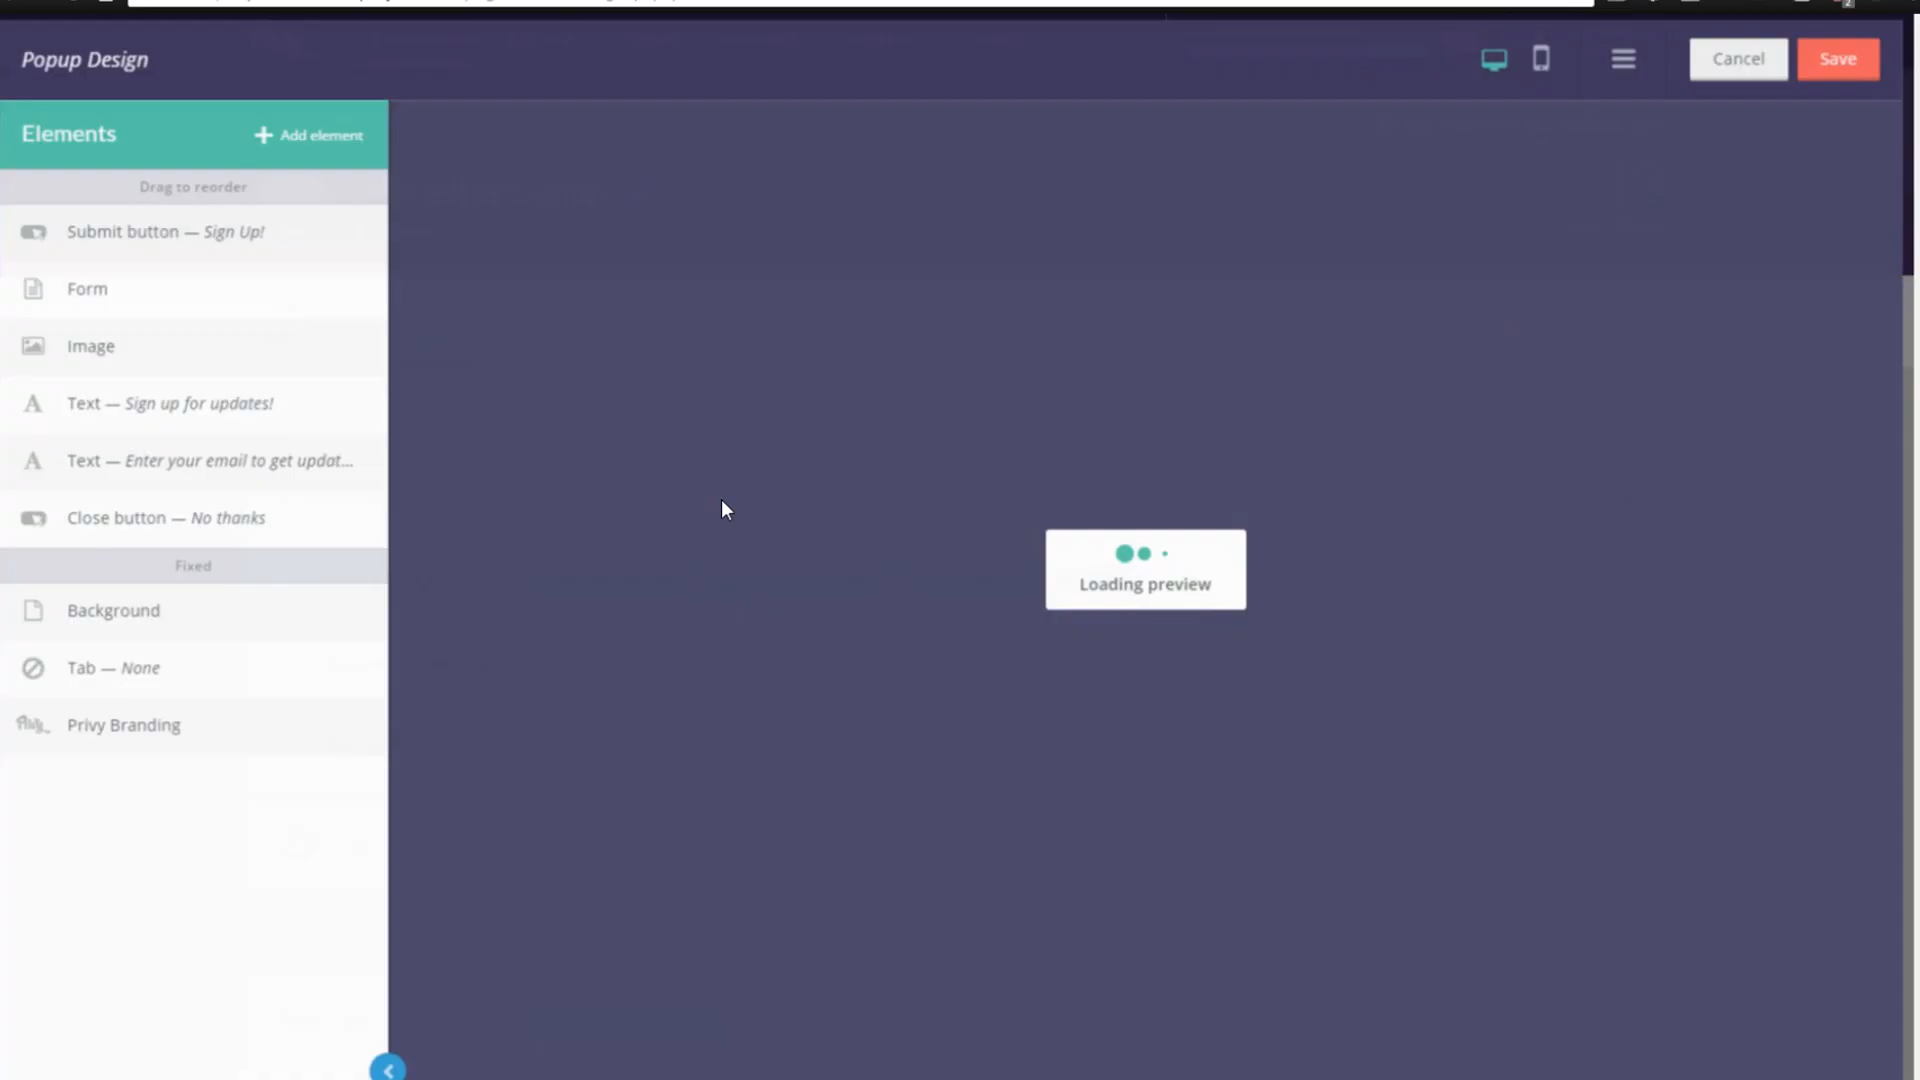 2
Popup Design
Cancel
Save
Elements
Add element
Drag to reorder
Submit button — Sign Up!
Form
Image
A Text — Sign up for updates!
A Text — Enter your email to get updat...
Close button — No thanks
Fixed
Background
Tab — None
Privy Privy Branding
Loading preview